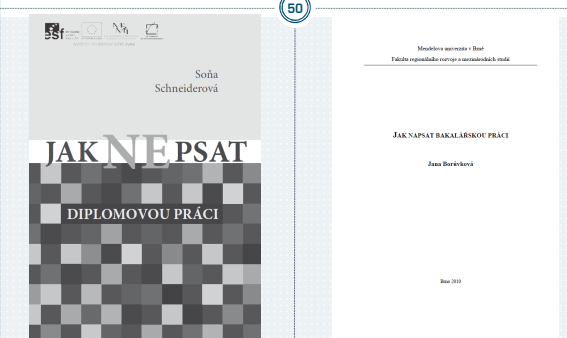 50
esf
Soňa
Schneiderová
JAK NE PSAT
DIPLOMOVOU PRÁCI
Mendelova univerzita v Brně
Fakulta regionálního rozvoje a mezinárodních studií
JAK NAPSAT BAKALÁŘSKOU PRÁCI
Jana Borůvková
Brno 2010